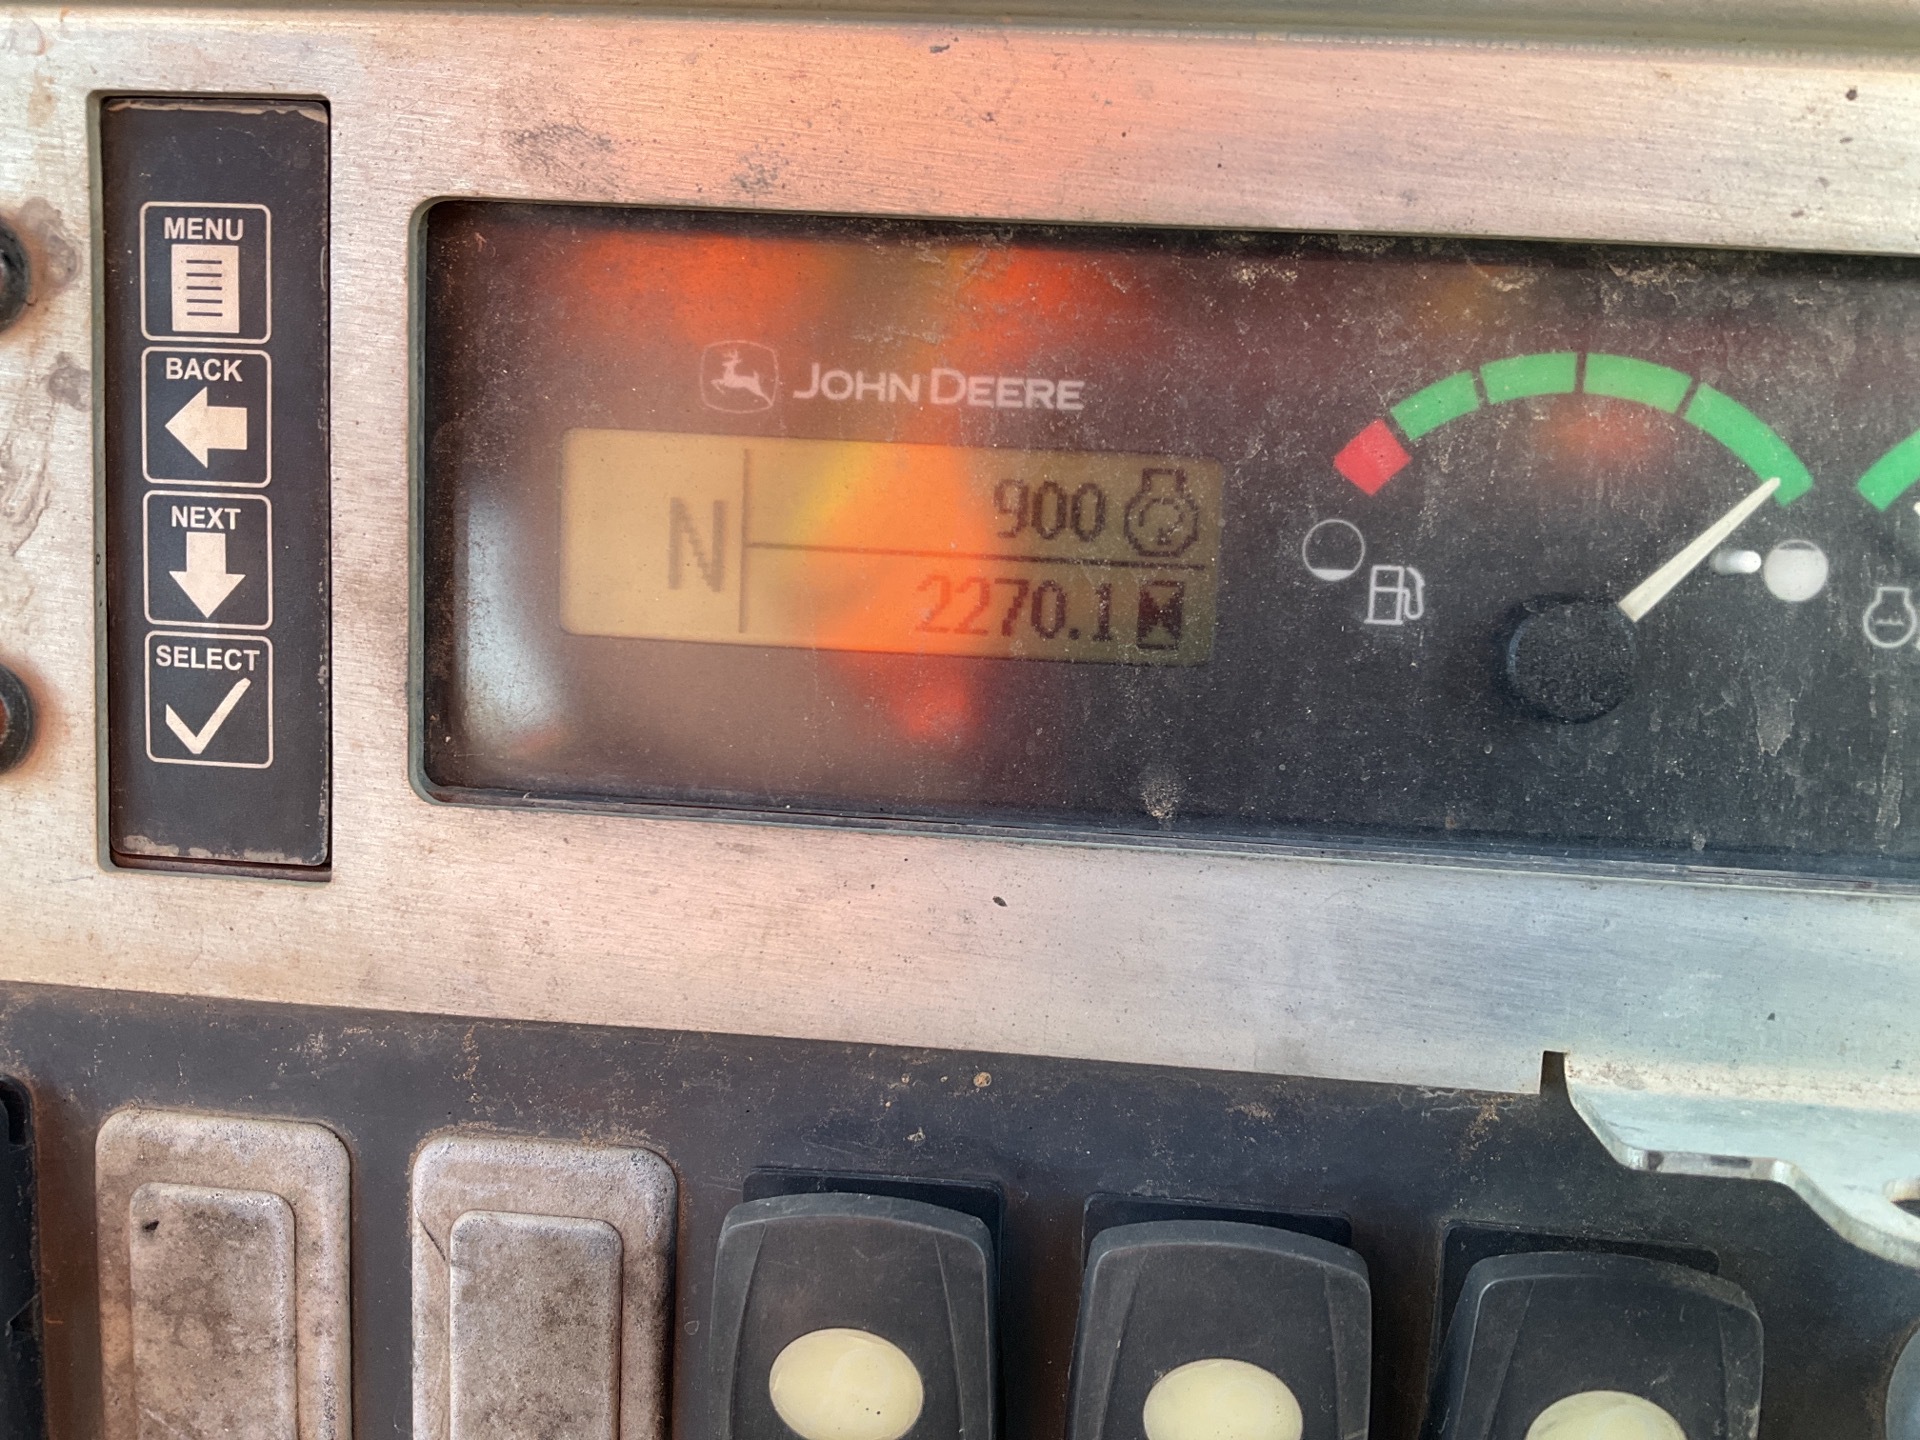 MENU
BACK
NEXT
SELECT
JOHN DEERE
N
900
2270.1